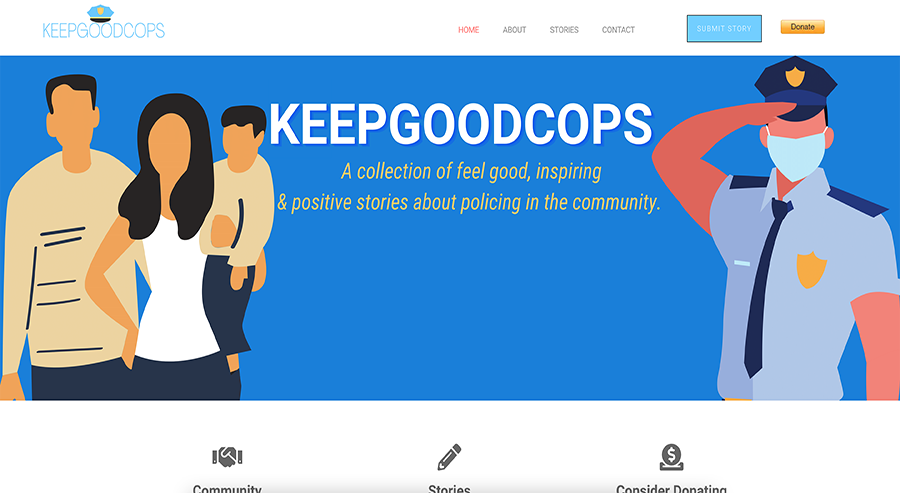 KEEPGOODCOPS
HOME ABOUT STORIES CONTACT SUBMIT STORY Donate
KEEPGOODCOPS
A collection of feel good, inspiring
& positive stories about policing in the community.
Community Stories Consider Donating